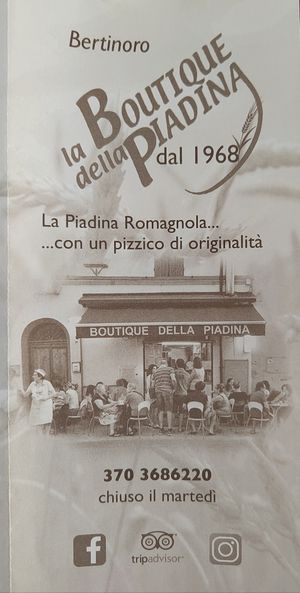 Bertinoro
la BOUTIQUE
della PIADINA
dal 1968
La Piadina Romagnola...
...con un pizzico di originalità
BOUTIQUE DELLA PIADINA
370 3686220
chiuso il martedì
f
tripadvisor